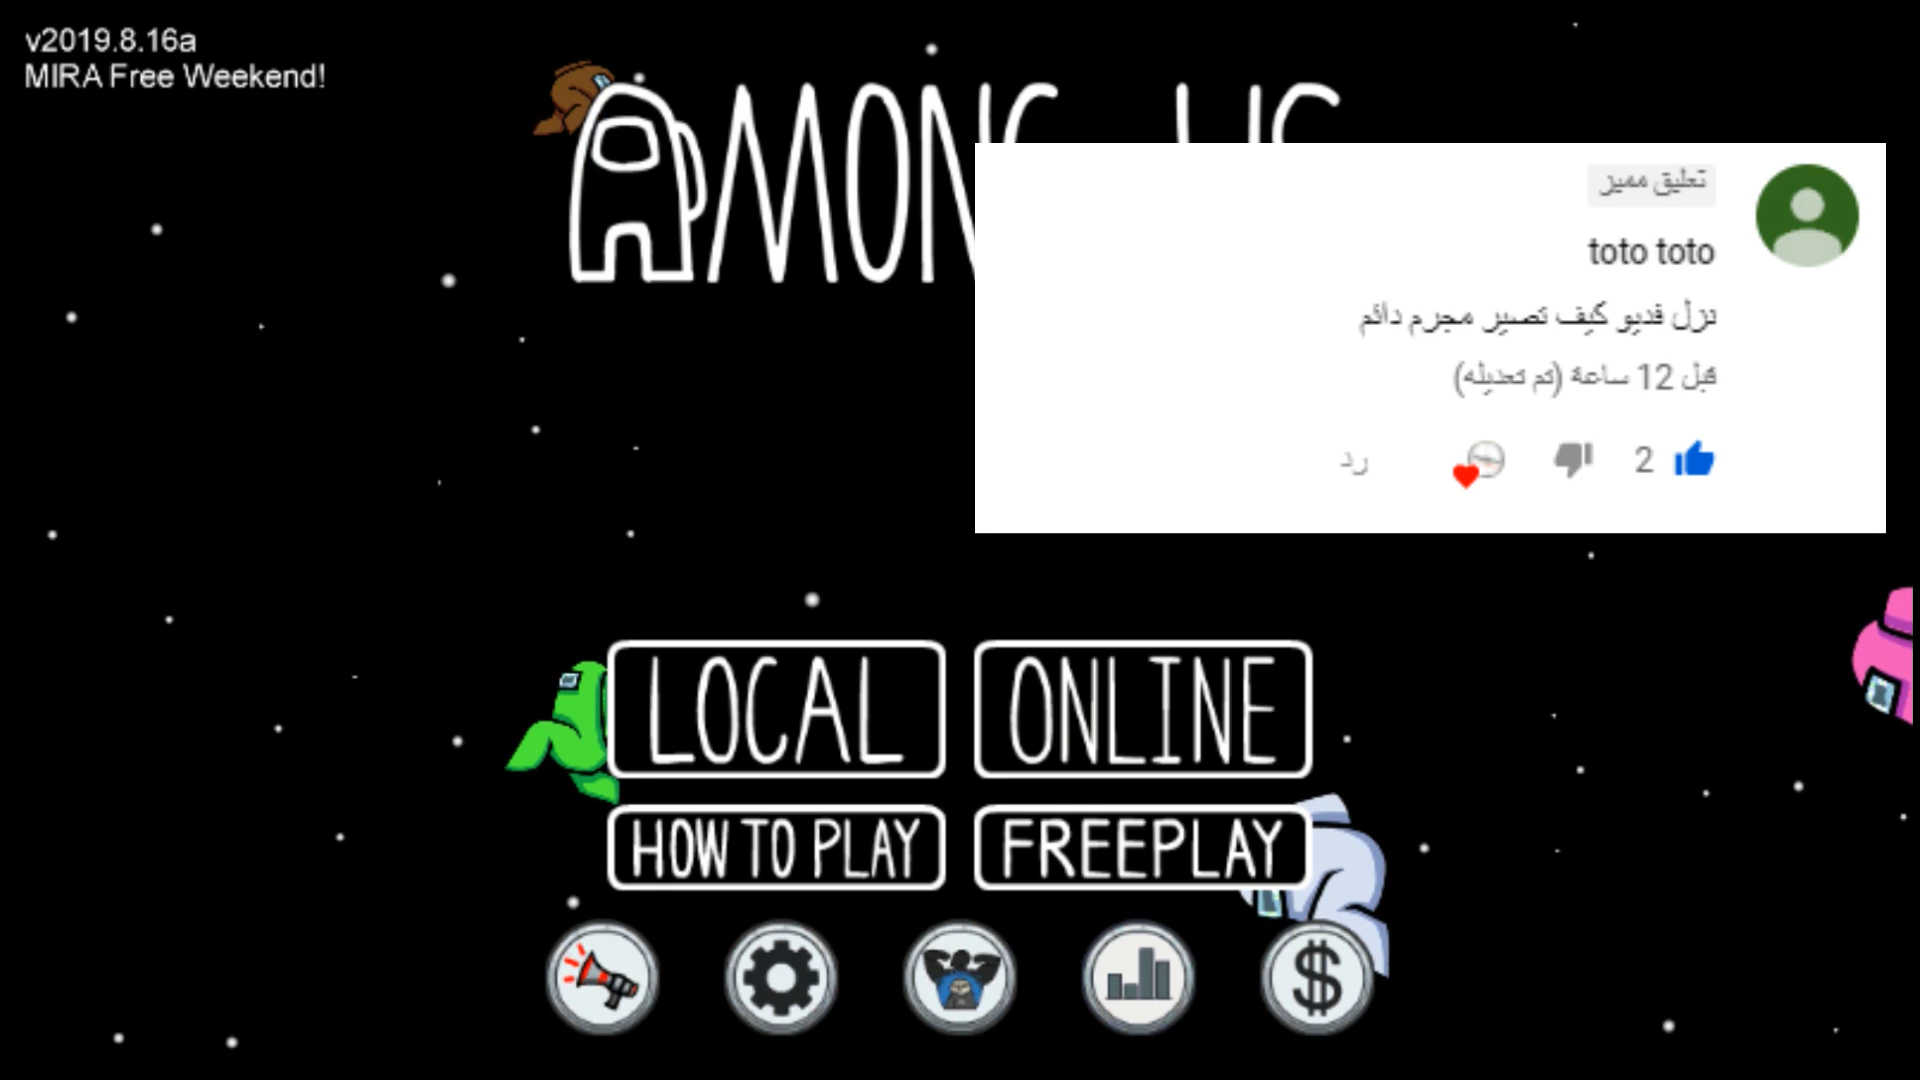 v2019.8.16a
MIRA Free Weekend!
AMONG US
تعليق مميز
toto toto
نزل فديو كيف تصير مجرم دائم
قبل 12 ساعة (تم تعديله)
2
رد
LOCAL
ONLINE
HOW TO PLAY
FREEPLAY
$